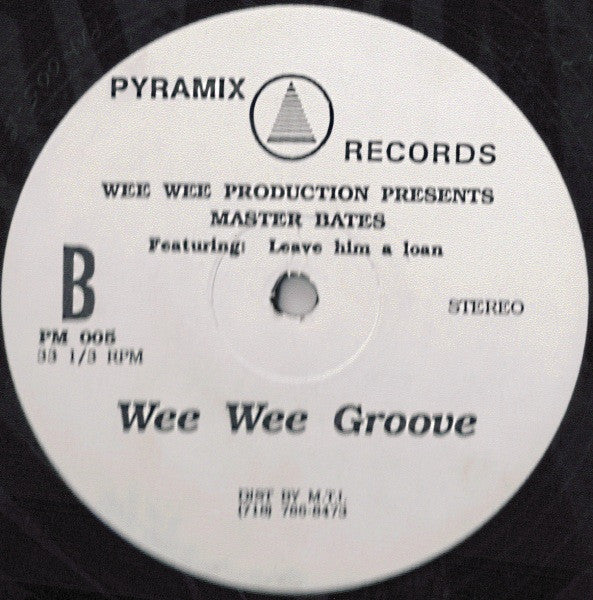 PYRAMIX
RECORDS
WEE WEE PRODUCTION PRESENTS
MASTER BATES
Featuring: Leave him a loan
B
STEREO
PM 005
33 1/3 RPM
Wee Wee Groove
DIST BY M.T.I.